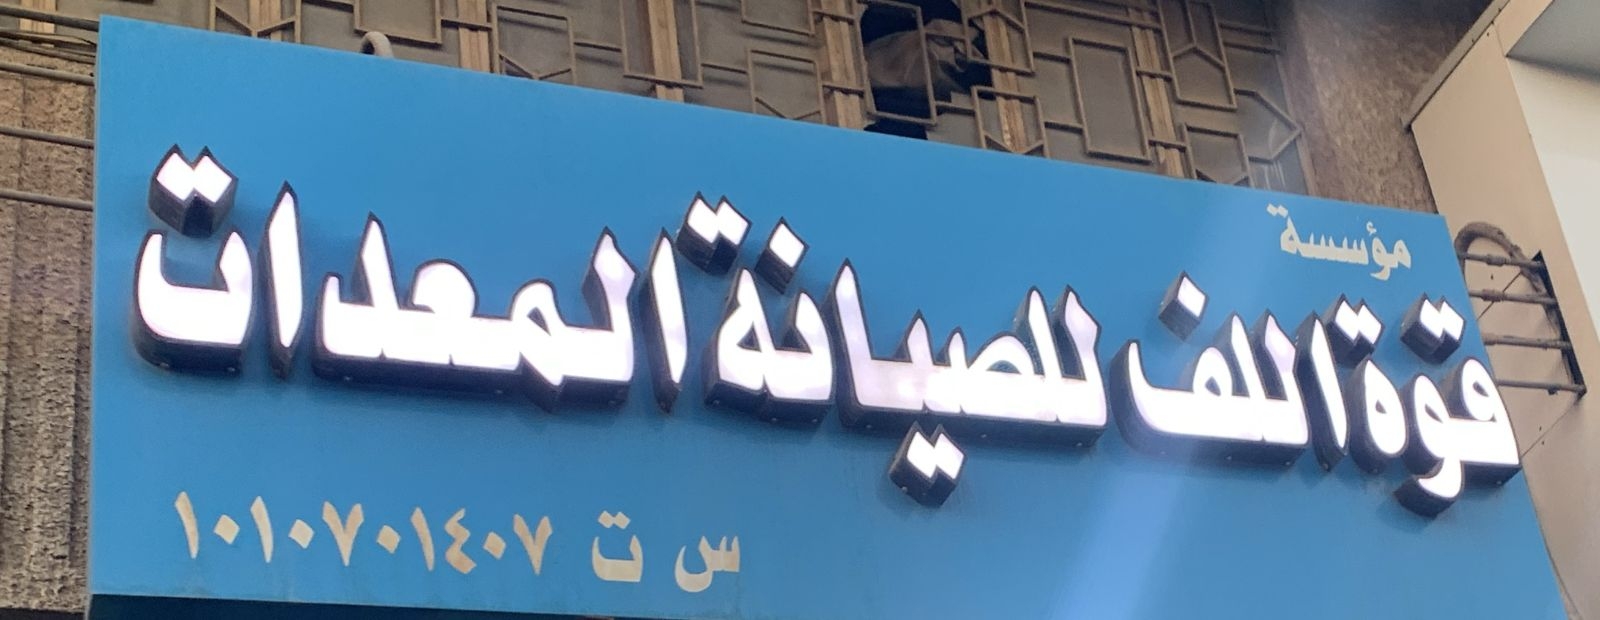 مؤسسة
قوة اللف للصيانة المعدات
س ت ١٠١٠٧٠١٤٠٧